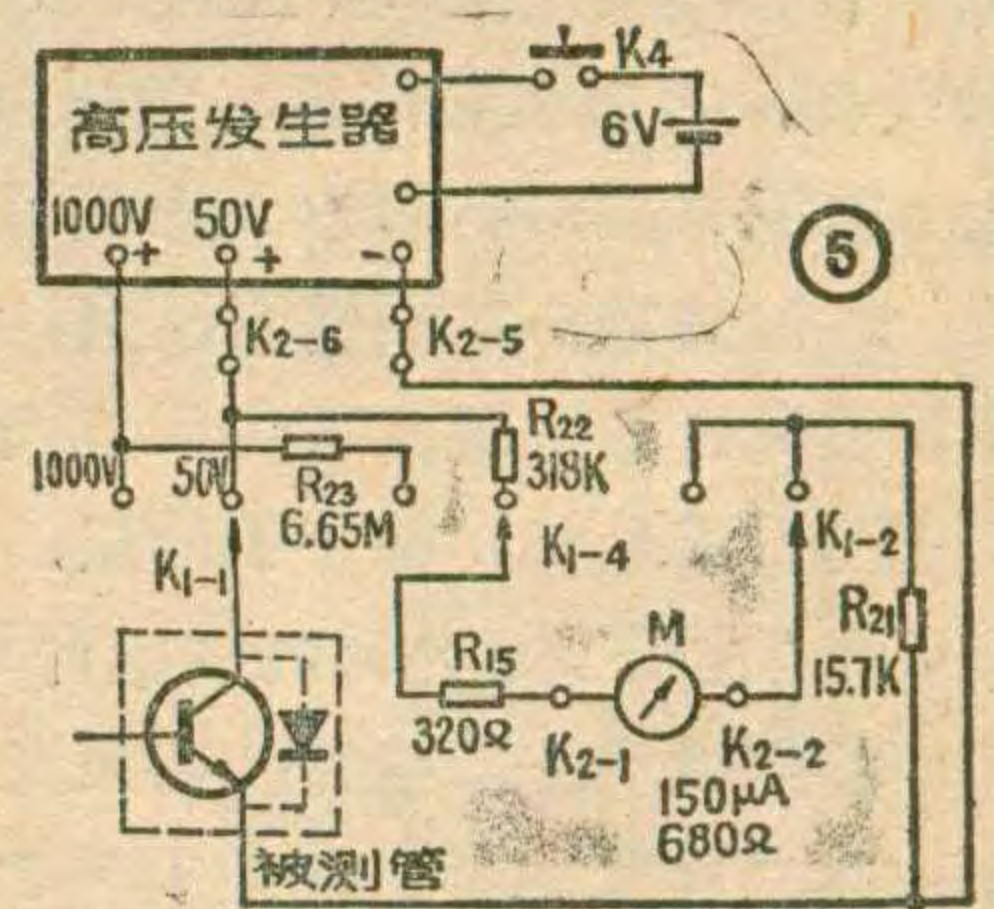 K4
高压发生器
6V
1000V 50V
+ + -
5
K2-6 K2-5
R22
318K
1000V 50V R23
6.65M
K1-4 K1-2
K1-1
R21
15.7K
M
R15
320Ω
K2-1 K2-2
150μA
680Ω
被测管